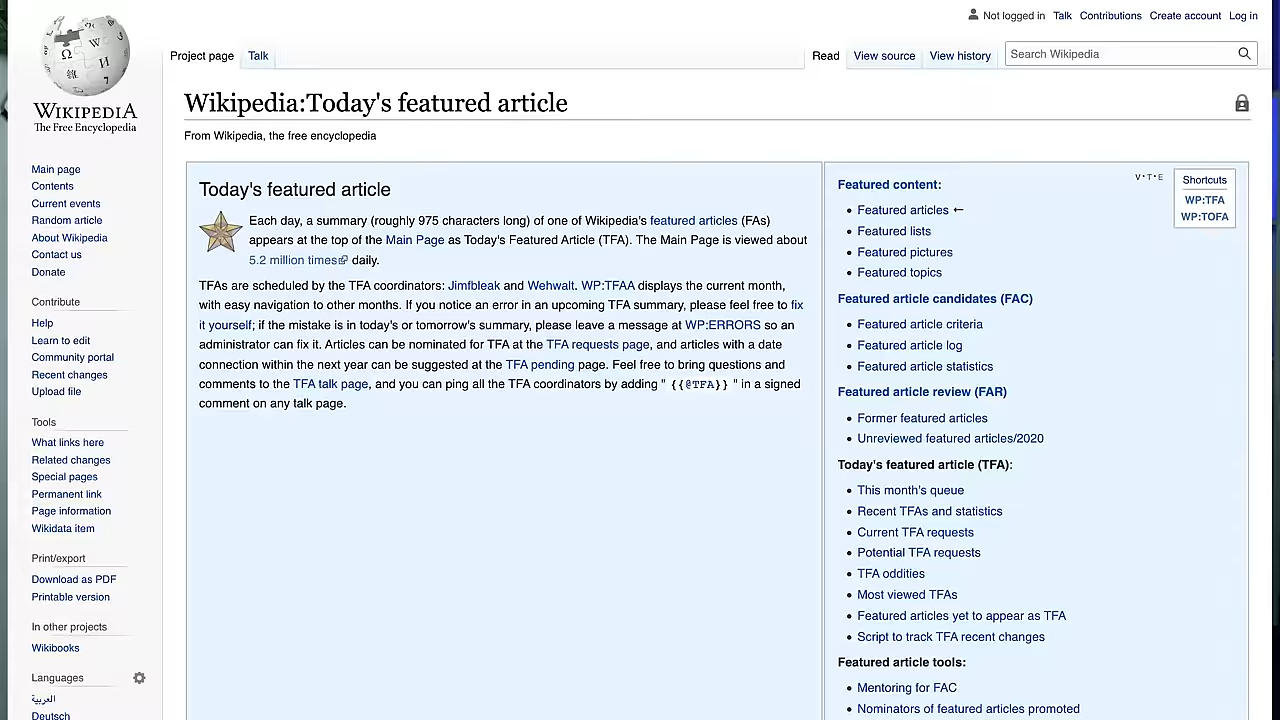 Not logged in Talk Contributions Create account Log in
Project page Talk Read View source View history Search Wikipedia
WIKIPEDIA
The Free Encyclopedia
Main page
Contents
Current events
Random article
About Wikipedia
Contact us
Donate
Contribute
Help
Learn to edit
Community portal
Recent changes
Upload file
Tools
What links here
Related changes
Special pages
Permanent link
Page information
Wikidata item
Print/export
Download as PDF
Printable version
In other projects
Wikibooks
Languages
العربية
Deutsch
Wikipedia:Today's featured article
From Wikipedia, the free encyclopedia
Today's featured article
Each day, a summary (roughly 975 characters long) of one of Wikipedia's featured articles (FAs)
appears at the top of the Main Page as Today's Featured Article (TFA). The Main Page is viewed about
5.2 million times daily.
TFAs are scheduled by the TFA coordinators: Jimfbleak and Wehwalt. WP:TFAA displays the current month,
with easy navigation to other months. If you notice an error in an upcoming TFA summary, please feel free to fix
it yourself; if the mistake is in today's or tomorrow's summary, please leave a message at WP:ERRORS so an
administrator can fix it. Articles can be nominated for TFA at the TFA requests page, and articles with a date
connection within the next year can be suggested at the TFA pending page. Feel free to bring questions and
comments to the TFA talk page, and you can ping all the TFA coordinators by adding " {{@TFA}} " in a signed
comment on any talk page.
V·T·E
Shortcuts
WP:TFA
WP:TOFA
Featured content:
Featured articles ←
Featured lists
Featured pictures
Featured topics
Featured article candidates (FAC)
Featured article criteria
Featured article log
Featured article statistics
Featured article review (FAR)
Former featured articles
Unreviewed featured articles/2020
Today's featured article (TFA):
This month's queue
Recent TFAs and statistics
Current TFA requests
Potential TFA requests
TFA oddities
Most viewed TFAs
Featured articles yet to appear as TFA
Script to track TFA recent changes
Featured article tools:
Mentoring for FAC
Nominators of featured articles promoted